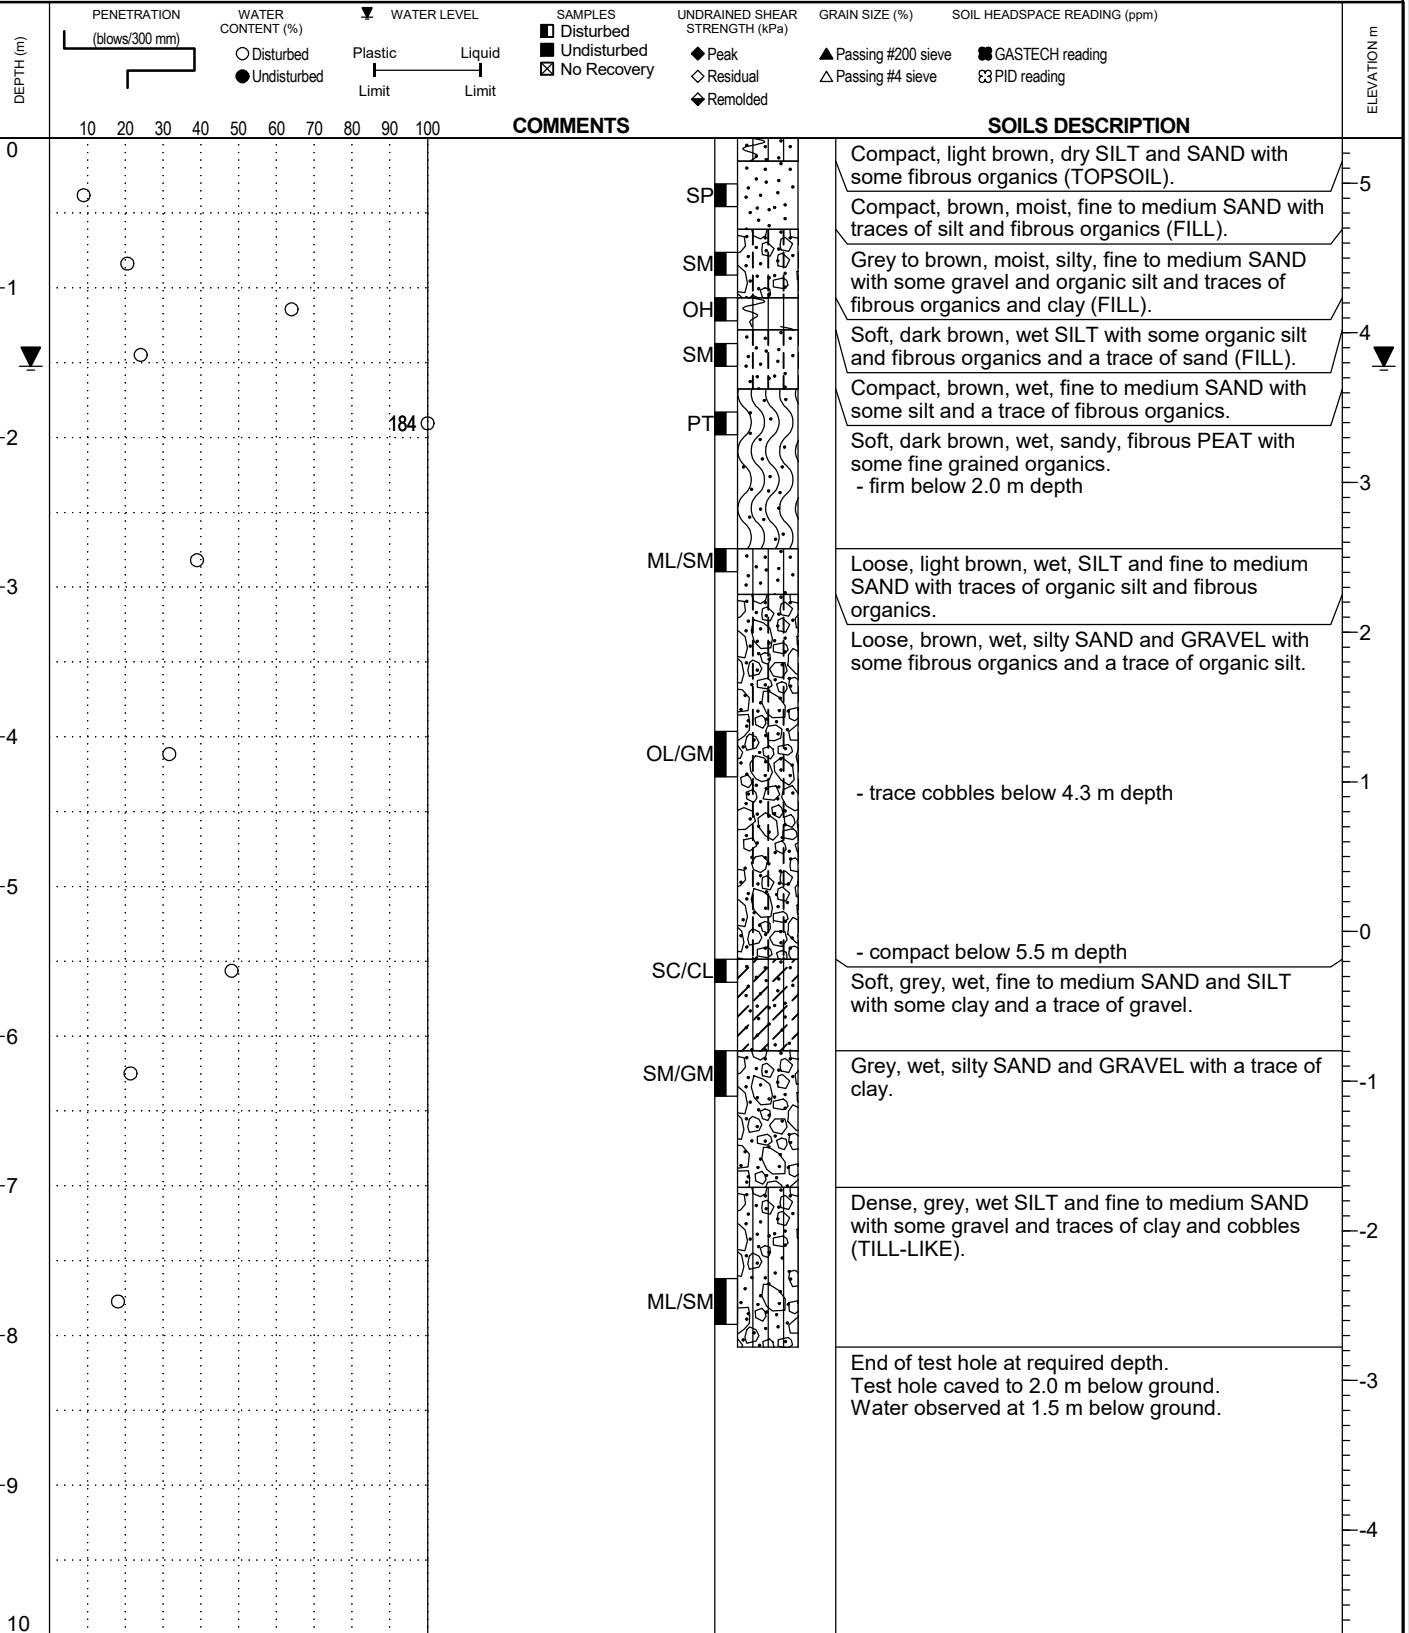 PENETRATION
(blows/300 mm)
WATER
CONTENT (%)
Disturbed
Undisturbed
WATER LEVEL
Plastic Liquid
Limit Limit
SAMPLES
Disturbed
Undisturbed
No Recovery
UNDRAINED SHEAR
STRENGTH (kPa)
Peak
Residual
Remolded
GRAIN SIZE (%)
Passing #200 sieve
Passing #4 sieve
SOIL HEADSPACE READING (ppm)
GASTECH reading
PID reading
DEPTH (m)
ELEVATION m
10 20 30 40 50 60 70 80 90 100
COMMENTS
SOILS DESCRIPTION
0
Compact, light brown, dry SILT and SAND with
some fibrous organics (TOPSOIL).
5
SP
Compact, brown, moist, fine to medium SAND with
traces of silt and fibrous organics (FILL).
SM
Grey to brown, moist, silty, fine to medium SAND
with some gravel and organic silt and traces of
fibrous organics and clay (FILL).
1
OH
4
Soft, dark brown, wet SILT with some organic silt
and fibrous organics and a trace of sand (FILL).
SM
Compact, brown, wet, fine to medium SAND with
some silt and a trace of fibrous organics.
184
PT
2
Soft, dark brown, wet, sandy, fibrous PEAT with
some fine grained organics.
- firm below 2.0 m depth
3
ML/SM
Loose, light brown, wet, SILT and fine to medium
SAND with traces of organic silt and fibrous
organics.
3
2
Loose, brown, wet, silty SAND and GRAVEL with
some fibrous organics and a trace of organic silt.
4
OL/GM
1
- trace cobbles below 4.3 m depth
5
0
- compact below 5.5 m depth
SC/CL
Soft, grey, wet, fine to medium SAND and SILT
with some clay and a trace of gravel.
6
SM/GM
Grey, wet, silty SAND and GRAVEL with a trace of
clay.
-1
7
Dense, grey, wet SILT and fine to medium SAND
with some gravel and traces of clay and cobbles
(TILL-LIKE).
-2
ML/SM
8
End of test hole at required depth.
Test hole caved to 2.0 m below ground.
Water observed at 1.5 m below ground.
-3
9
-4
10